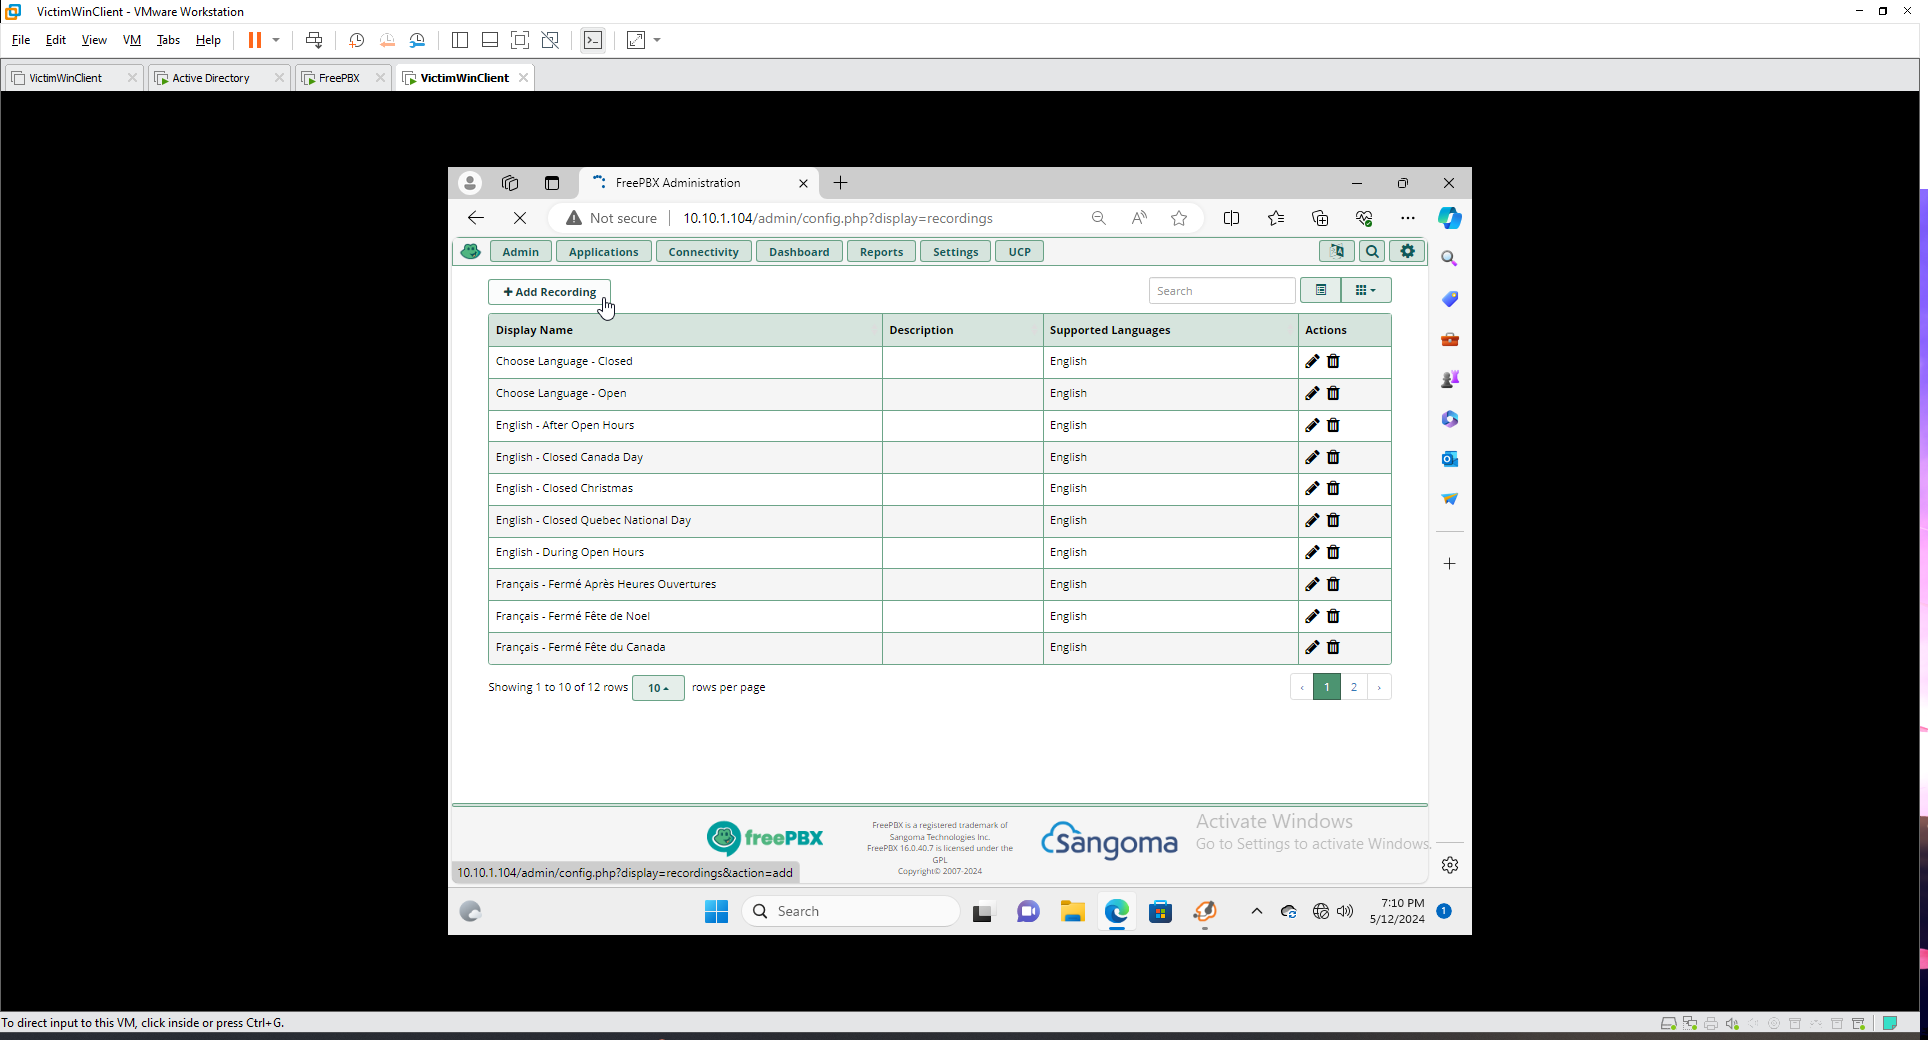 VictimWinClient - VMware Workstation
File Edit View VM Tabs Help
VictimWinClient Active Directory FreePBX VictimWinClient
FreePBX Administration
Not secure 10.10.1.104/admin/config.php?display=recordings
Admin Applications Connectivity Dashboard Reports Settings UCP
+ Add Recording Search
Display Name Description Supported Languages Actions
Choose Language - Closed English
Choose Language - Open English
English - After Open Hours English
English - Closed Canada Day English
English - Closed Christmas English
English - Closed Quebec National Day English
English - During Open Hours English
Français - Fermé Après Heures Ouvertures English
Français - Fermé Fête de Noel English
Français - Fermé Fête du Canada English
Showing 1 to 10 of 12 rows 10 rows per page ‹ 1 2 ›
freePBX
FreePBX is a registered trademark of
Sangoma Technologies Inc.
FreePBX 16.0.40.7 is licensed under the
GPL
Copyright© 2007-2024
Sangoma
Activate Windows
Go to Settings to activate Windows.
10.10.1.104/admin/config.php?display=recordings&action=add
Search
7:10 PM
5/12/2024
1
To direct input to this VM, click inside or press Ctrl+G.